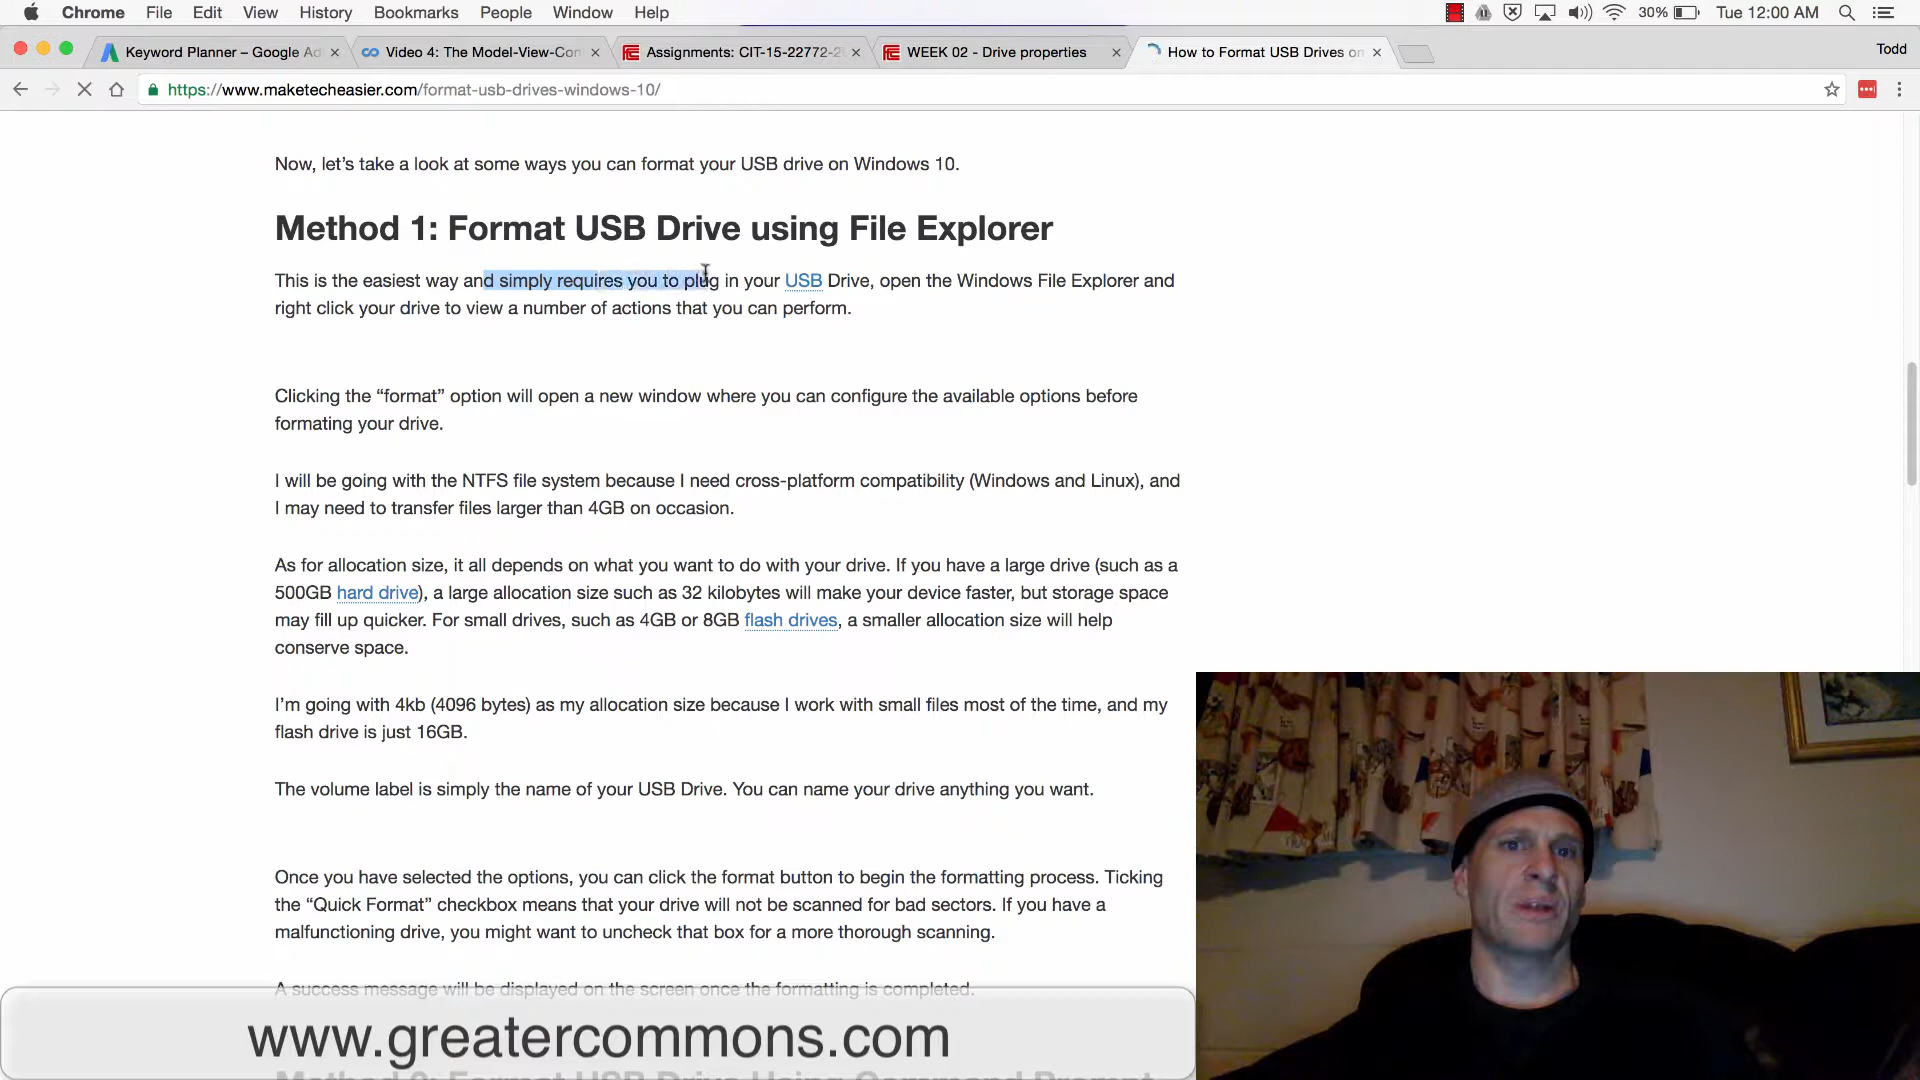 Chrome File Edit View History Bookmarks People Window Help 30% Tue 12:00 AM
Keyword Planner – Google Ad
Video 4: The Model-View-Con
Assignments: CIT-15-22772-2
WEEK 02 - Drive properties
How to Format USB Drives on
Todd
https://www.maketecheasier.com/format-usb-drives-windows-10/
Now, let's take a look at some ways you can format your USB drive on Windows 10.
Method 1: Format USB Drive using File Explorer
This is the easiest way and simply requires you to plug in your USB Drive, open the Windows File Explorer and
right click your drive to view a number of actions that you can perform.
Clicking the “format” option will open a new window where you can configure the available options before
formating your drive.
I will be going with the NTFS file system because I need cross-platform compatibility (Windows and Linux), and
I may need to transfer files larger than 4GB on occasion.
As for allocation size, it all depends on what you want to do with your drive. If you have a large drive (such as a
500GB hard drive), a large allocation size such as 32 kilobytes will make your device faster, but storage space
may fill up quicker. For small drives, such as 4GB or 8GB flash drives, a smaller allocation size will help
conserve space.
I'm going with 4kb (4096 bytes) as my allocation size because I work with small files most of the time, and my
flash drive is just 16GB.
The volume label is simply the name of your USB Drive. You can name your drive anything you want.
Once you have selected the options, you can click the format button to begin the formatting process. Ticking
the “Quick Format” checkbox means that your drive will not be scanned for bad sectors. If you have a
malfunctioning drive, you might want to uncheck that box for a more thorough scanning.
A success message will be displayed on the screen once the formatting is completed.
www.greatercommons.com
Method 2: Format USB Drive Using Command Prompt